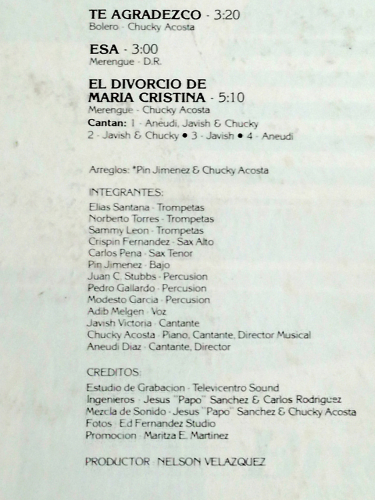 TE AGRADEZCO - 3:20
Bolero - Chucky Acosta
ESA - 3:00
Merengue - D.R.
EL DIVORCIO DE
MARIA CRISTINA - 5:10
Merengue - Chucky Acosta
Cantan: 1 - Aneudi, Javish & Chucky
2 - Javish & Chucky • 3 - Javish • 4 - Aneudi
Arreglos: *Pin Jimenez & Chucky Acosta
INTEGRANTES:
Elias Santana - Trompetas
Norberto Torres - Trompetas
Sammy Leon - Trompetas
Crispin Fernandez - Sax Alto
Carlos Pena - Sax Tenor
Pin Jimenez - Bajo
Juan C. Stubbs - Percusion
Pedro Gallardo - Percusion
Modesto Garcia - Percusion
Adib Melgen - Voz
Javish Victoria - Cantante
Chucky Acosta - Piano, Cantante, Director Musical
Aneudi Diaz - Cantante, Director
CREDITOS:
Estudio de Grabacion - Televicentro Sound
Ingenieros - Jesus "Papo" Sanchez & Carlos Rodriguez
Mezcla de Sonido - Jesus "Papo" Sanchez & Chucky Acosta
Fotos - Ed Fernandez Studio
Promocion - Maritza E. Martinez
PRODUCTOR NELSON VELAZQUEZ